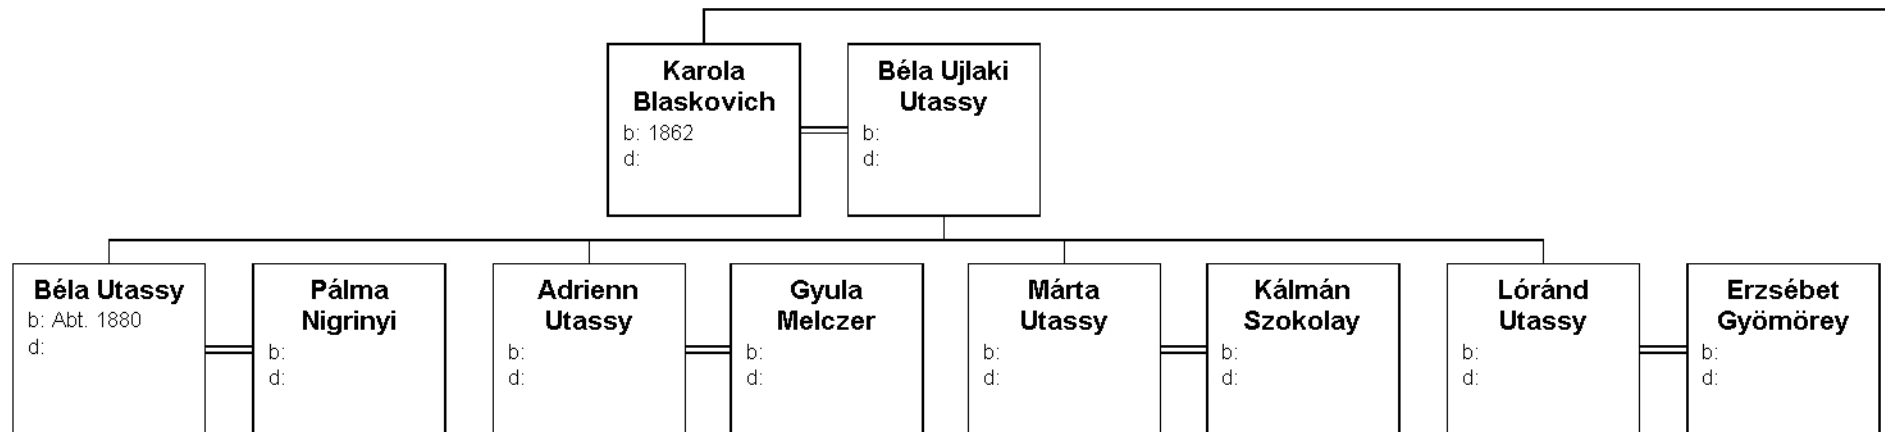 Karola
Blaskovich
b: 1862
d:
Béla Ujlaki
Utassy
b:
d:
Béla Utassy
b: Abt. 1880
d:
Pálma
Nigrinyi
b:
d:
Adrienn
Utassy
b:
d:
Gyula
Melczer
b:
d:
Márta
Utassy
b:
d:
Kálmán
Szokolay
b:
d:
Lóránd
Utassy
b:
d:
Erzsébet
Gyömörey
b:
d: